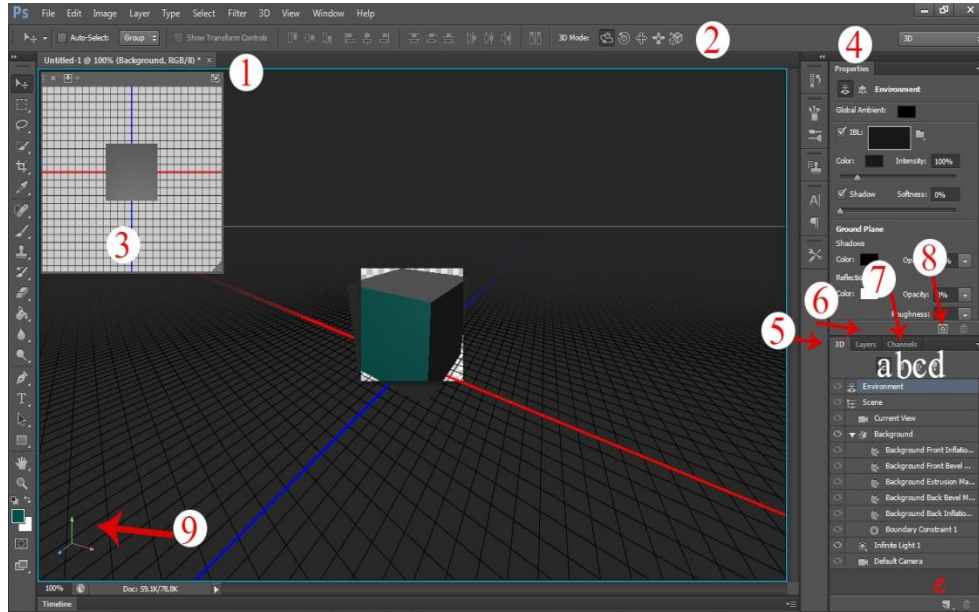 Ps File Edit Image Layer Type Select Filter 3D View Window Help
Auto-Select: Group Show Transform Controls 3D Mode: 2 4 3D
Untitled-1 @ 100% (Background, RGB/8) * × 1
3
Properties
Environment
Global Ambient:
IBL:
Color: Intensity: 100%
Shadow Softness: 0%
Ground Plane
Shadows
Color: 8
Color: 7 Opacity:
6
5 3D Layers Channels
abcd
Environment
Scene
Current View
Background
Background Front Inflatio...
Background Front Bevel ...
Background Extrusion Ma...
Background Back Bevel M...
Background Back Inflatio...
Boundary Constraint 1
Infinite Light 1
Default Camera
9
e
100% Doc: 59,1K/78,0K
Timeline